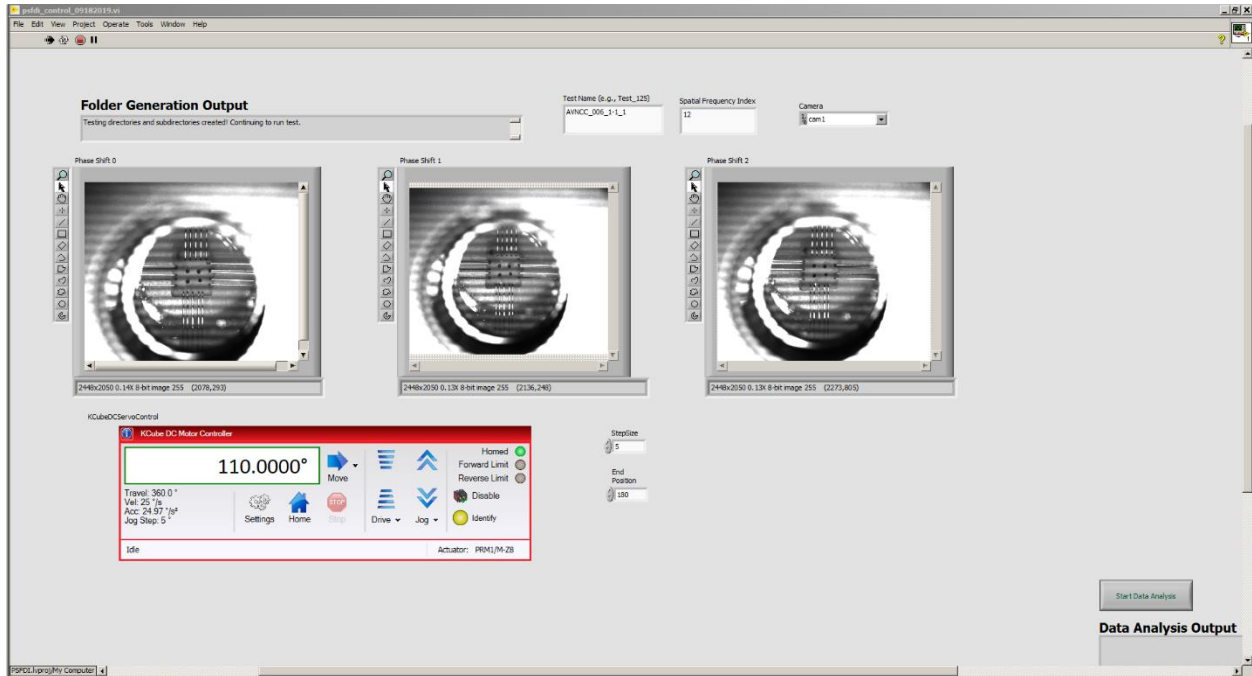 psfdi_control_09182019.vi
File Edit View Project Operate Tools Window Help
Folder Generation Output
Testing directories and subdirectories created! Continuing to run test.
Test Name (e.g., Test_125)
AVNCC_006_1-1_1
Spatial Frequency Index
12
Camera
cam1
Phase Shift 0
Phase Shift 1
Phase Shift 2
2448x2050 0.14X 8-bit image 255 (2078,293)
2448x2050 0.13X 8-bit image 255 (2136,248)
2448x2050 0.13X 8-bit image 255 (2273,805)
KCubeDCServoControl
KCube DC Motor Controller
110.0000°
Move
Homed
Forward Limit
Reverse Limit
Travel: 360.0 °
Vel: 25 °/s
Acc: 24.97 °/s²
Jog Step: 5 °
Settings
Home
Stop
Drive
Jog
Disable
Identify
Idle
Actuator: PRM1/M-Z8
StepSize
5
End
Position
180
Start Data Analysis
Data Analysis Output
PSFDI.lvproj/My Computer